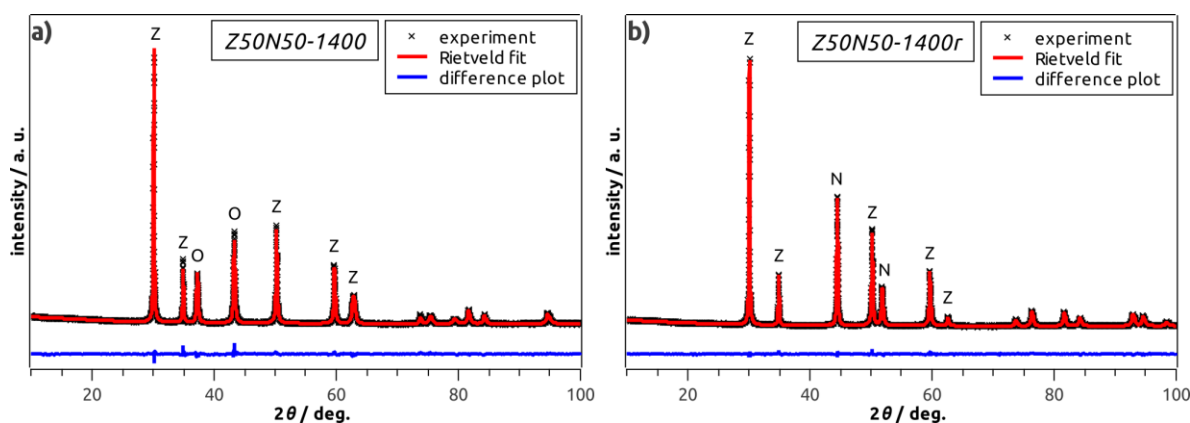 a)
Z50N50-1400
experiment
Rietveld fit
difference plot
Z
Z
O
O
Z
Z
Z
intensity / a. u.
20
40
60
80
100
2θ / deg.
b)
Z50N50-1400r
experiment
Rietveld fit
difference plot
Z
Z
N
Z
N
Z
Z
intensity / a. u.
20
40
60
80
100
2θ / deg.